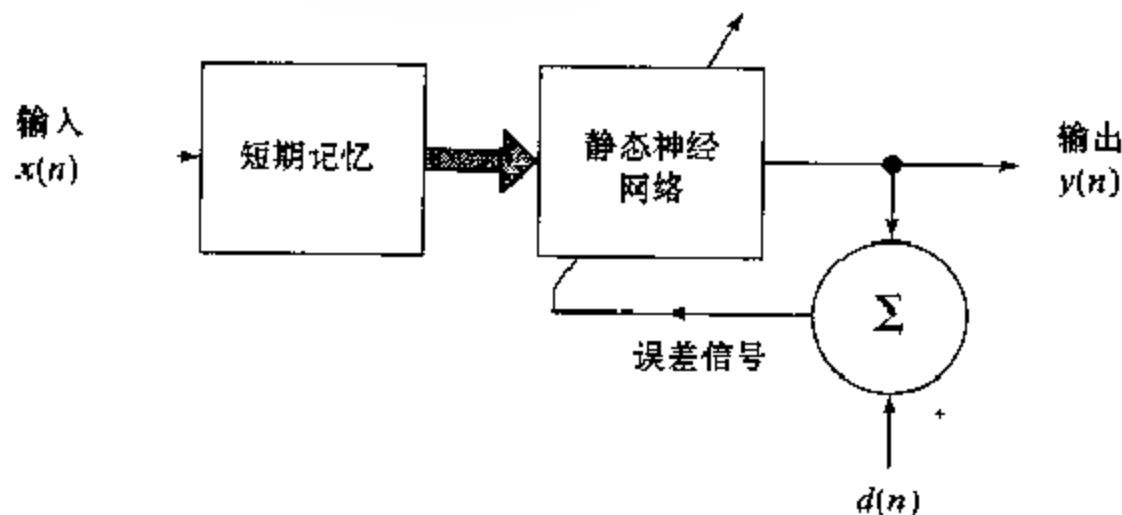 输入
x(n)
短期记忆
静态神经
网络
输出
y(n)
Σ
误差信号
+
d(n)